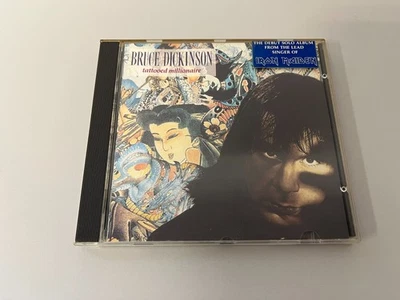 BRUCE DICKINSON
tattooed millionaire
THE DEBUT SOLO ALBUM
FROM THE LEAD
SINGER OF
IRON MAIDEN